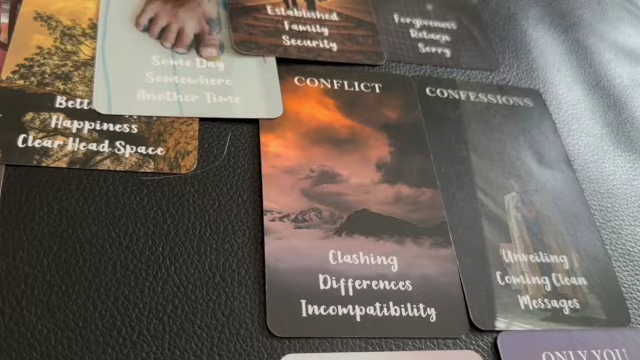 Established
Family
Security
Forgiveness
Return
Sorry
Some Day
Somewhere
Another Time
Happiness
Clear Head Space
CONFLICT
Clashing
Differences
Incompatibility
CONFESSIONS
Unveiling
Coming Clean
Messages
ONLY YOU